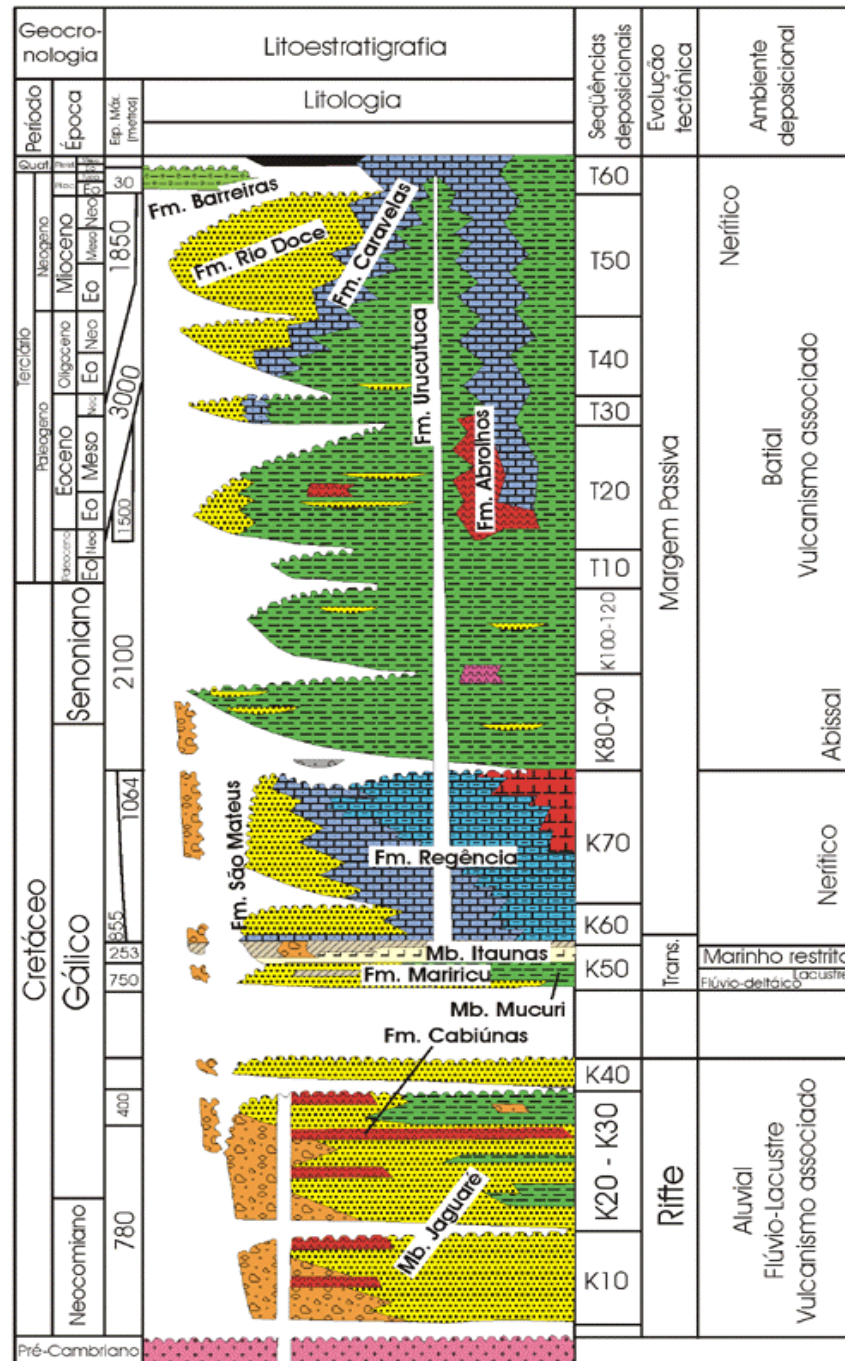 Geocro-
nologia
Litoestratigrafia
Período
Época
Esp. Máx.
(metros)
Litologia
Seqüências
deposicionais
Evolução
tectônica
Ambiente
deposicional
Quat.
Terciário
Neogeno
Paleogeno
Plioc.
Mioceno
Neo
Meso
Eo
Oligoceno
Neo
Eo
Eoceno
Neo.
Meso
Eo
Paleoceno
Neo
Eo
Cretáceo
Senoniano
Gálico
Neocomiano
Pré-Cambriano
30
1850
3000
1500
2100
1064
855
253
750
400
780
Fm. Barreiras
Fm. Rio Doce
Fm. Caravelas
Fm. Urucutuca
Fm. Abrolhos
Fm. São Mateus
Fm. Regência
Mb. Itaunas
Fm. Mariricu
Mb. Mucuri
Fm. Cabiúnas
Mb. Jaguaré
T60
T50
T40
T30
T20
T10
K100-120
K80-90
K70
K60
K50
K40
K20 - K30
K10
Margem Passiva
Trans.
Rifte
Nerítico
Batial
Vulcanismo associado
Abissal
Nerítico
Marinho restrito
Lacustre
Flúvio-deltáico
Aluvial
Flúvio-Lacustre
Vulcanismo associado